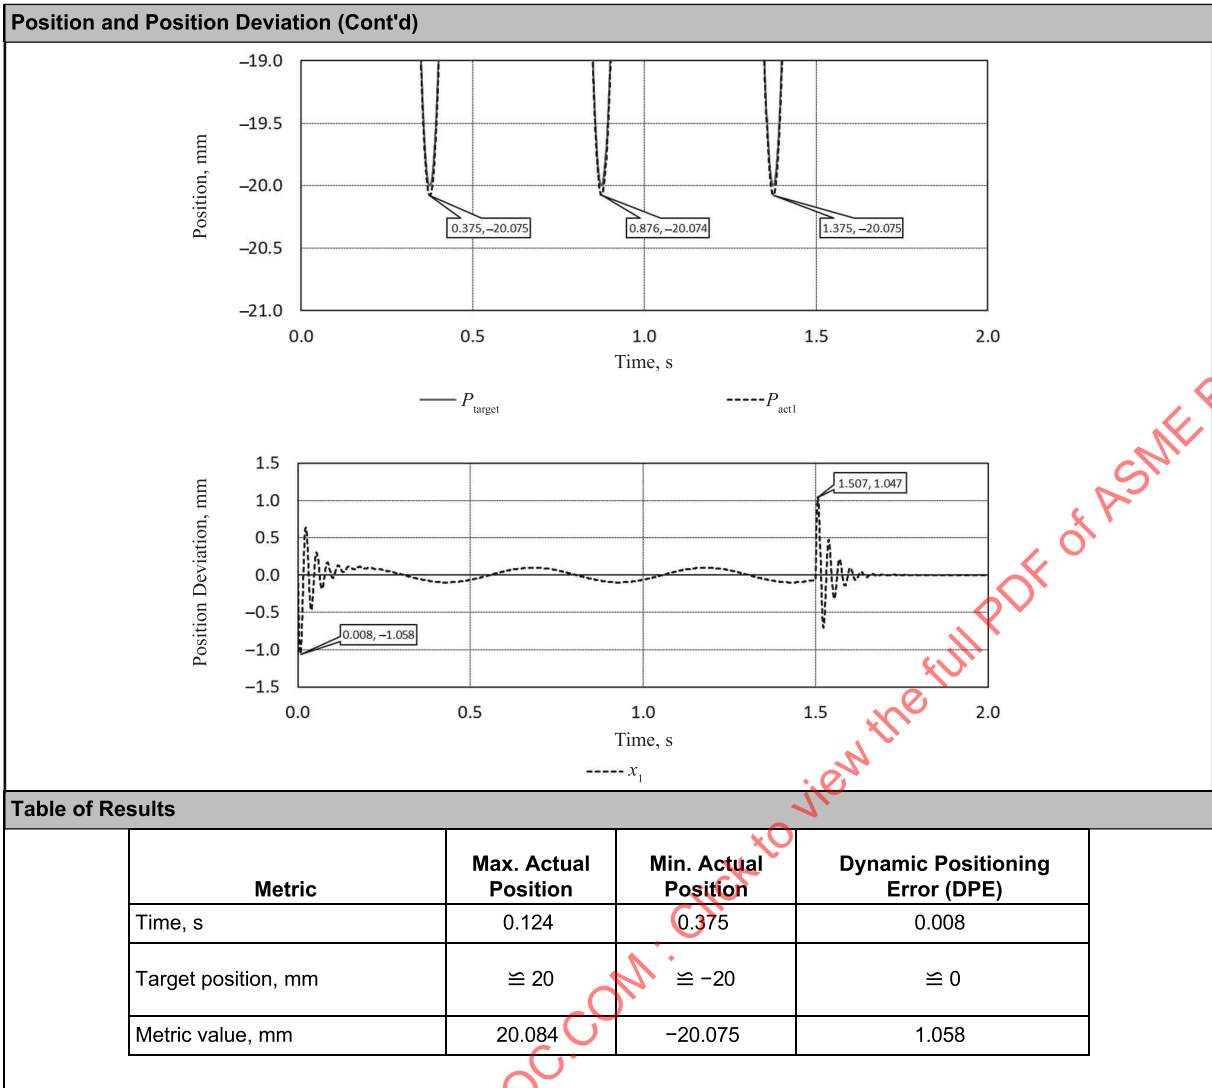 Position and Position Deviation (Cont'd)
−19.0
−19.5
−20.0
−20.5
−21.0
Position, mm
0.375, −20.075
0.876, −20.074
1.375, −20.075
0.0 0.5 1.0 1.5 2.0
Time, s
P target P act1
1.5
1.0
0.5
0.0
−0.5
−1.0
−1.5
Position Deviation, mm
1.507, 1.047
0.008, −1.058
0.0 0.5 1.0 1.5 2.0
Time, s
x 1
Table of Results
Metric Max. Actual Position Min. Actual Position Dynamic Positioning Error (DPE)
Time, s 0.124 0.375 0.008
Target position, mm ≌ 20 ≌ −20 ≌ 0
Metric value, mm 20.084 −20.075 1.058
OC.COM : Click to view the full PDF of ASME